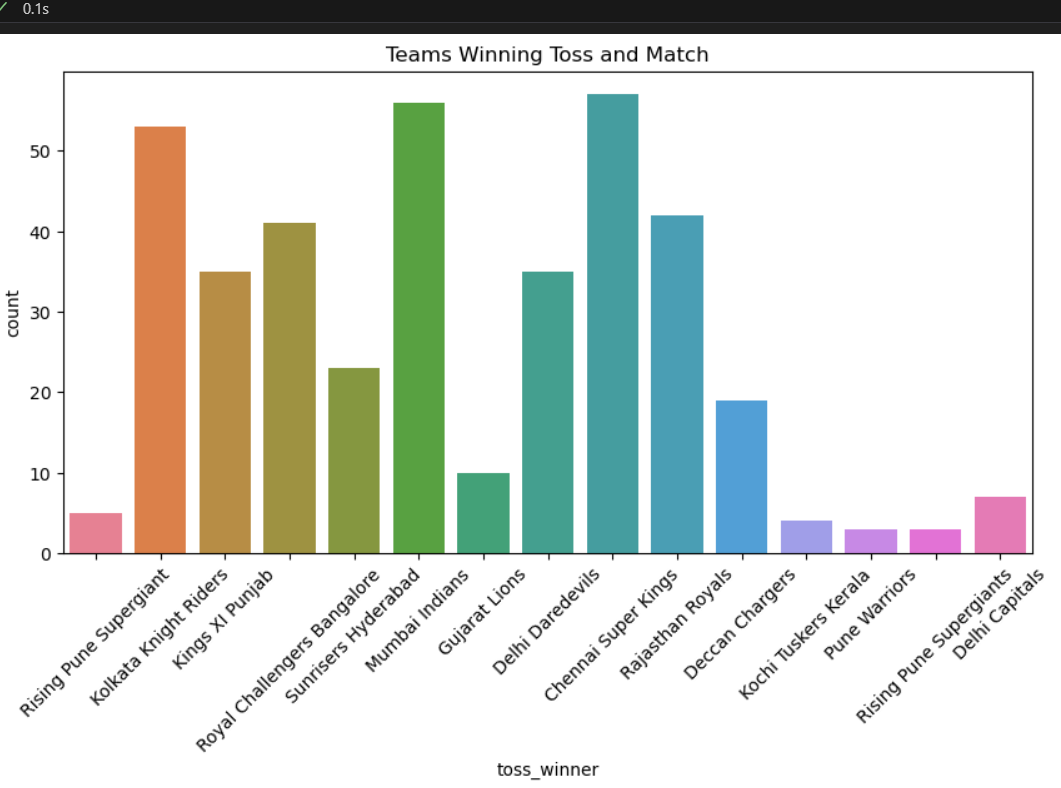 0.1s
Teams Winning Toss and Match
count
50
40
30
20
10
0
Rising Pune Supergiant
Kolkata Knight Riders
Kings XI Punjab
Royal Challengers Bangalore
Sunrisers Hyderabad
Mumbai Indians
Gujarat Lions
Delhi Daredevils
Chennai Super Kings
Rajasthan Royals
Deccan Chargers
Kochi Tuskers Kerala
Pune Warriors
Rising Pune Supergiants
Delhi Capitals
toss_winner